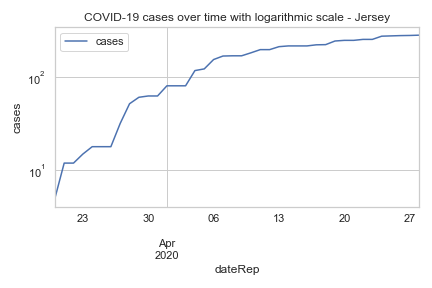 COVID-19 cases over time with logarithmic scale - Jersey
cases
10²
cases
10¹
23 30 06 13 20 27
Apr
2020
dateRep